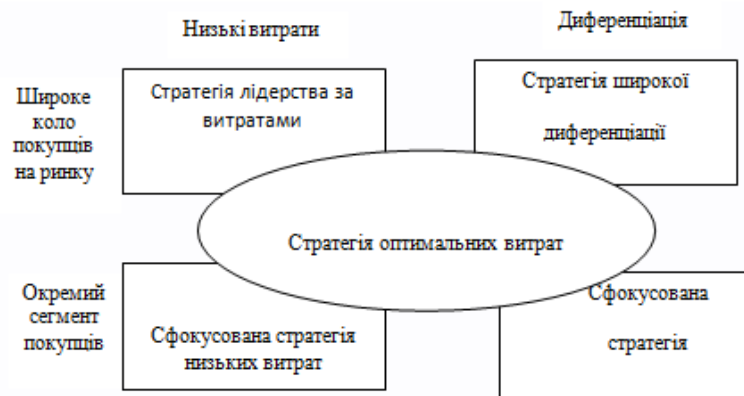 Низькі витрати
Диференціація
Широке
коло
покупців
на ринку
Стратегія лідерства за
витратами
Стратегія широкої
диференціації
Стратегія оптимальних витрат
Окремий
сегмент
покупців
Сфокусована стратегія
низьких витрат
Сфокусована
стратегія